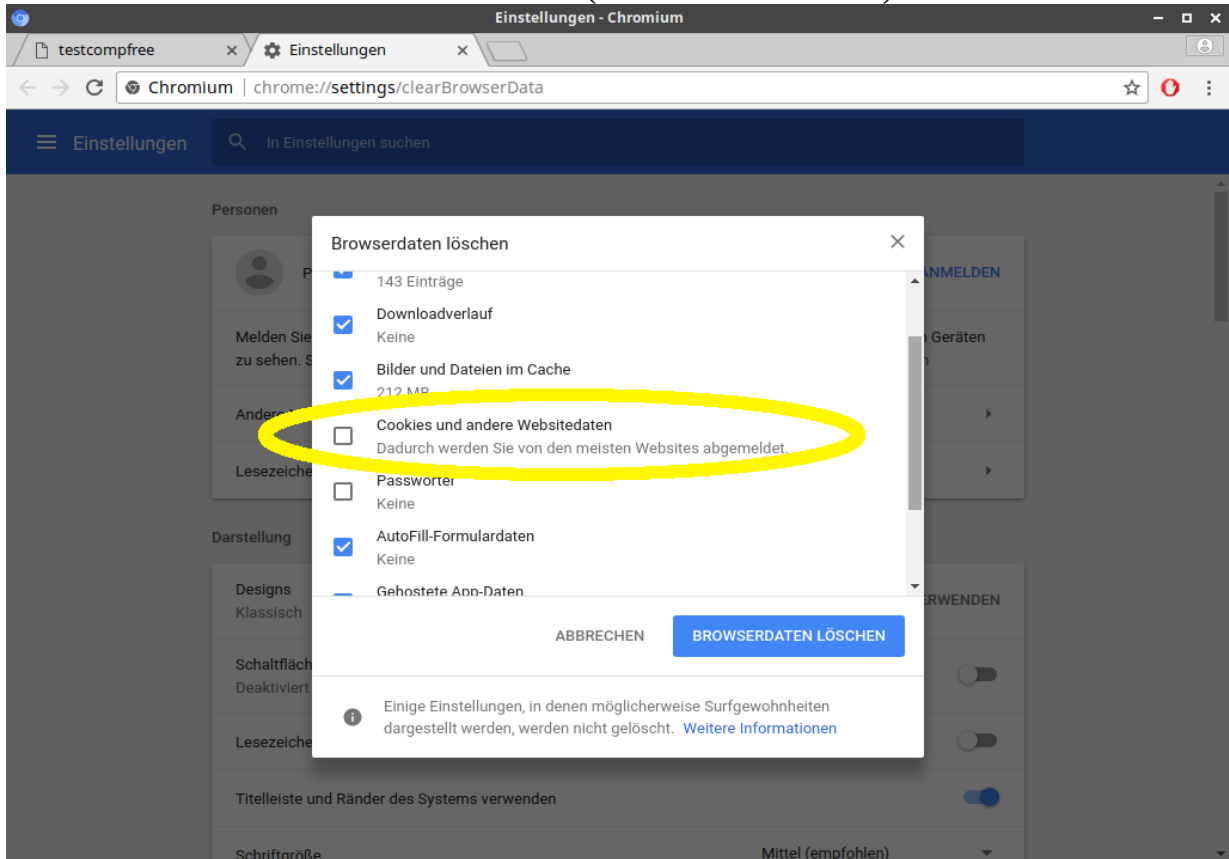 Einstellungen - Chromium
testcompfree
Einstellungen
Chromium | chrome://settings/clearBrowserData
Einstellungen
In Einstellungen suchen
Personen
P
ANMELDEN
Melden Sie
n Geräten
zu sehen. S
n
Andere
Lesezeiche
Browserdaten löschen
143 Einträge
Downloadverlauf
Keine
Bilder und Dateien im Cache
212 MB
Cookies und andere Websitedaten
Dadurch werden Sie von den meisten Websites abgemeldet.
Passwörter
Keine
AutoFill-Formulardaten
Keine
Gehostete App-Daten
ABBRECHEN
BROWSERDATEN LÖSCHEN
Einige Einstellungen, in denen möglicherweise Surfgewohnheiten
dargestellt werden, werden nicht gelöscht. Weitere Informationen
Darstellung
Designs
Klassisch
ERWENDEN
Schaltfläch
Deaktiviert
Lesezeiche
Titelleiste und Ränder des Systems verwenden
Schriftgröße
Mittel (empfohlen)